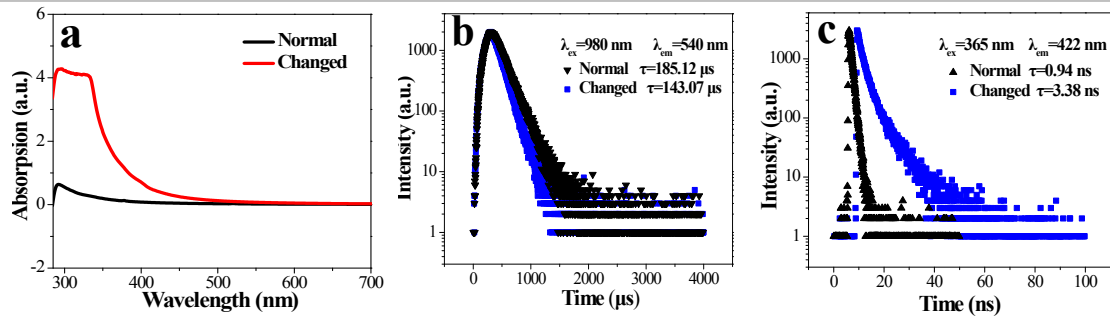 a
Normal
Changed
Absorpsion (a.u.)
6
4
2
0
-2
300 400 500 600 700
Wavelength (nm)
b
λex=980 nm λem=540 nm
Normal τ=185.12 μs
Changed τ=143.07 μs
Intensity (a.u.)
1000
100
10
1
0 1000 2000 3000 4000
Time (μs)
c
λex=365 nm λem=422 nm
Normal τ=0.94 ns
Changed τ=3.38 ns
Intensity (a.u.)
1000
100
10
1
0 20 40 60 80 100
Time (ns)